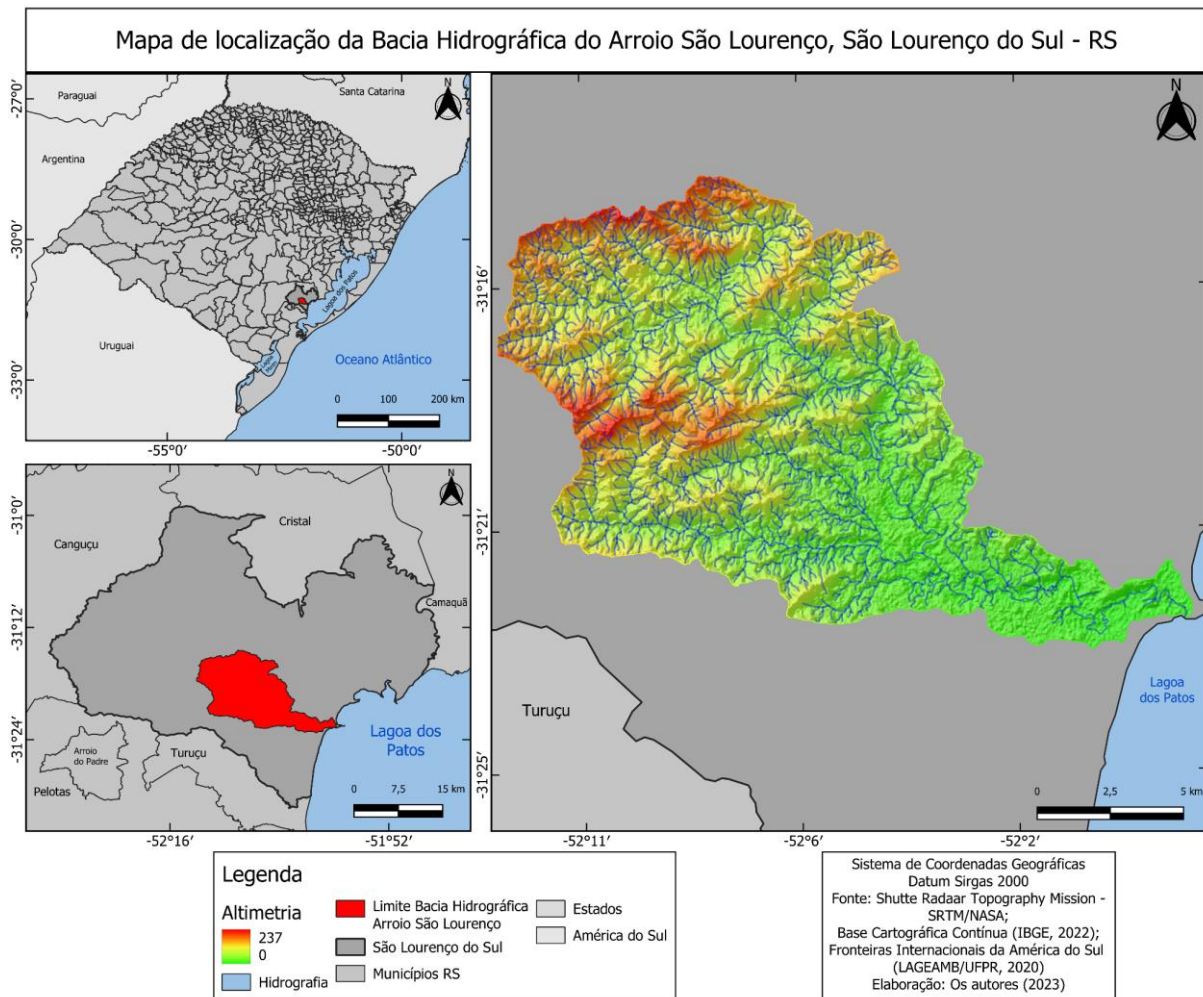 Mapa de localização da Bacia Hidrográfica do Arroio São Lourenço, São Lourenço do Sul - RS
-27°0'
-30°0'
-33°0'
Paraguai
Santa Catarina
N
Argentina
Uruguai
Lagoa dos Patos
Lagoa
Oceano Atlântico
0 100 200 km
-55°0' -50°0'
-31°0'
-31°12'
-31°24'
N
Canguçu
Cristal
Camaquã
Lagoa dos
Patos
Turuçu
Arroio
do Padre
Pelotas
0 7,5 15 km
-52°16' -51°52'
N
-31°16'
-31°21'
-31°25'
Turuçu
Lagoa
dos Patos
0 2,5 5 km
-52°11' -52°6' -52°2'
Legenda
Altimetria
237
0
Hidrografia
Limite Bacia Hidrográfica
Arroio São Lourenço
São Lourenço do Sul
Municípios RS
Estados
América do Sul
Sistema de Coordenadas Geográficas
Datum Sirgas 2000
Fonte: Shutte Radaar Topography Mission -
SRTM/NASA;
Base Cartográfica Contínua (IBGE, 2022);
Fronteiras Internacionais da América do Sul
(LAGEAMB/UFPR, 2020)
Elaboração: Os autores (2023)